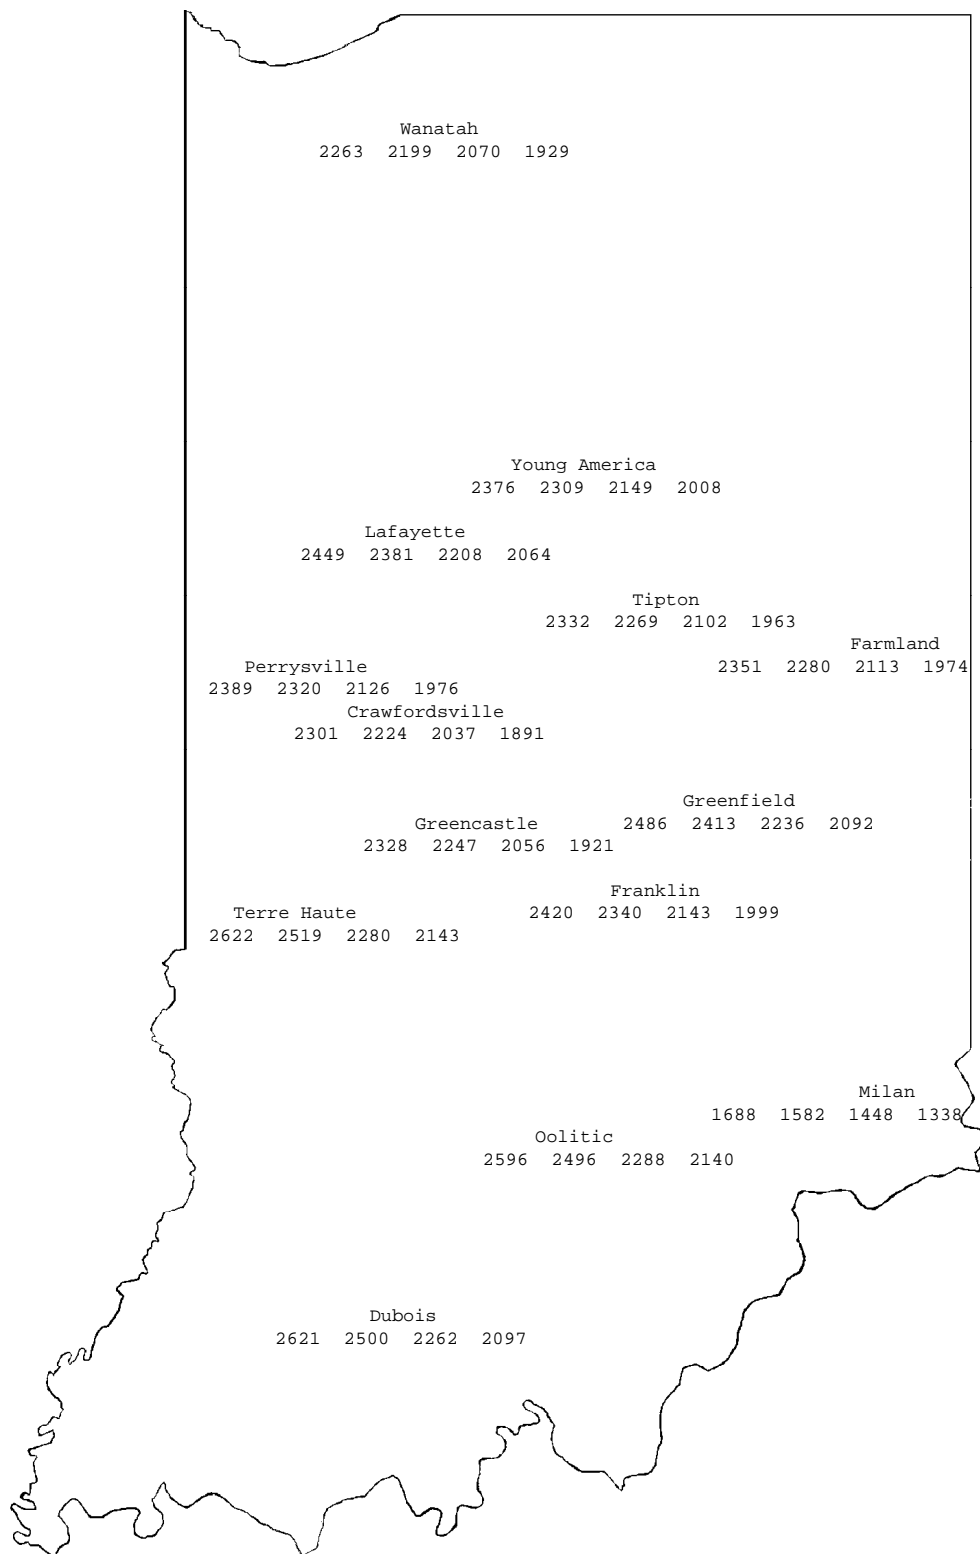 Wanatah
2263 2199 2070 1929
Young America
2376 2309 2149 2008
Lafayette
2449 2381 2208 2064
Tipton
2332 2269 2102 1963
Farmland
2351 2280 2113 1974
Perrysville
2389 2320 2126 1976
Crawfordsville
2301 2224 2037 1891
Greenfield
2486 2413 2236 2092
Greencastle
2328 2247 2056 1921
Franklin
2420 2340 2143 1999
Terre Haute
2622 2519 2280 2143
Milan
1688 1582 1448 1338
Oolitic
2596 2496 2288 2140
Dubois
2621 2500 2262 2097